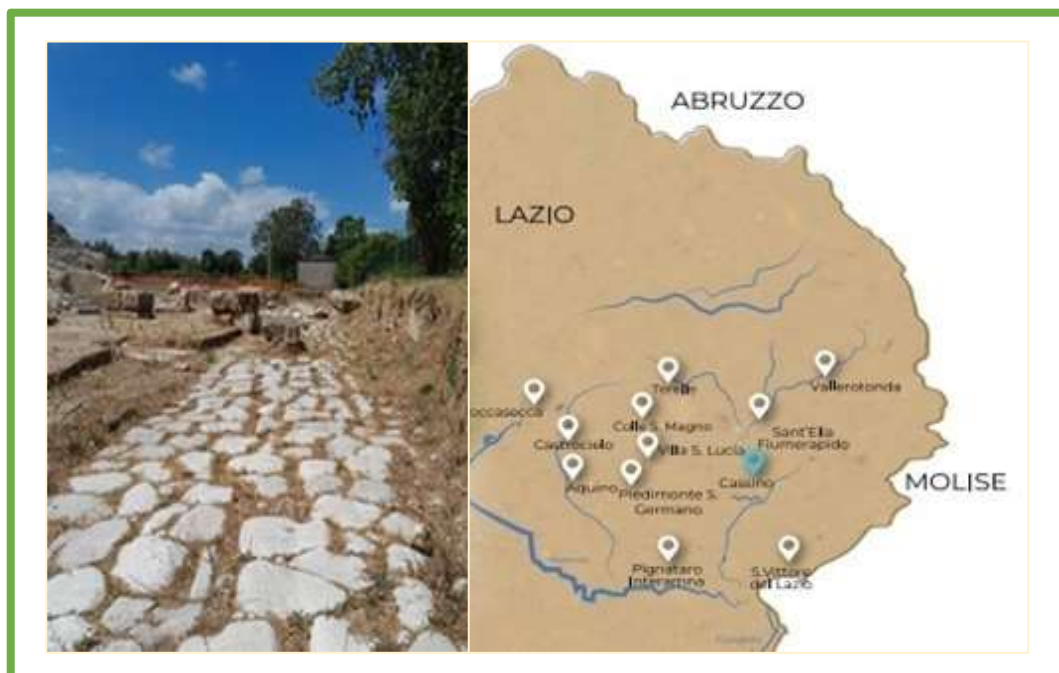 ABRUZZO
LAZIO
Terelle
Vallerotonda
occasecca
Colle S. Magno
Castrocielo
Sant'Elia
Fiumerapido
Villa S. Lucia
Cassino
Aquino
Piedimonte S.
Germano
MOLISE
Pignataro
Interamna
S.Vittore
del Lazio